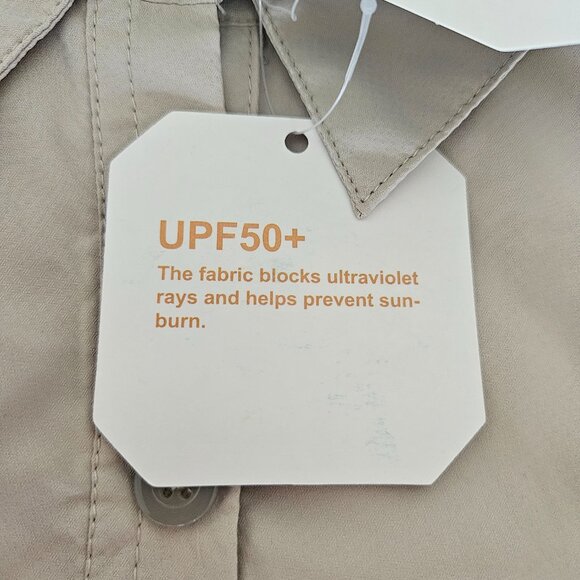 UPF50+
The fabric blocks ultraviolet
rays and helps prevent sun-
burn.